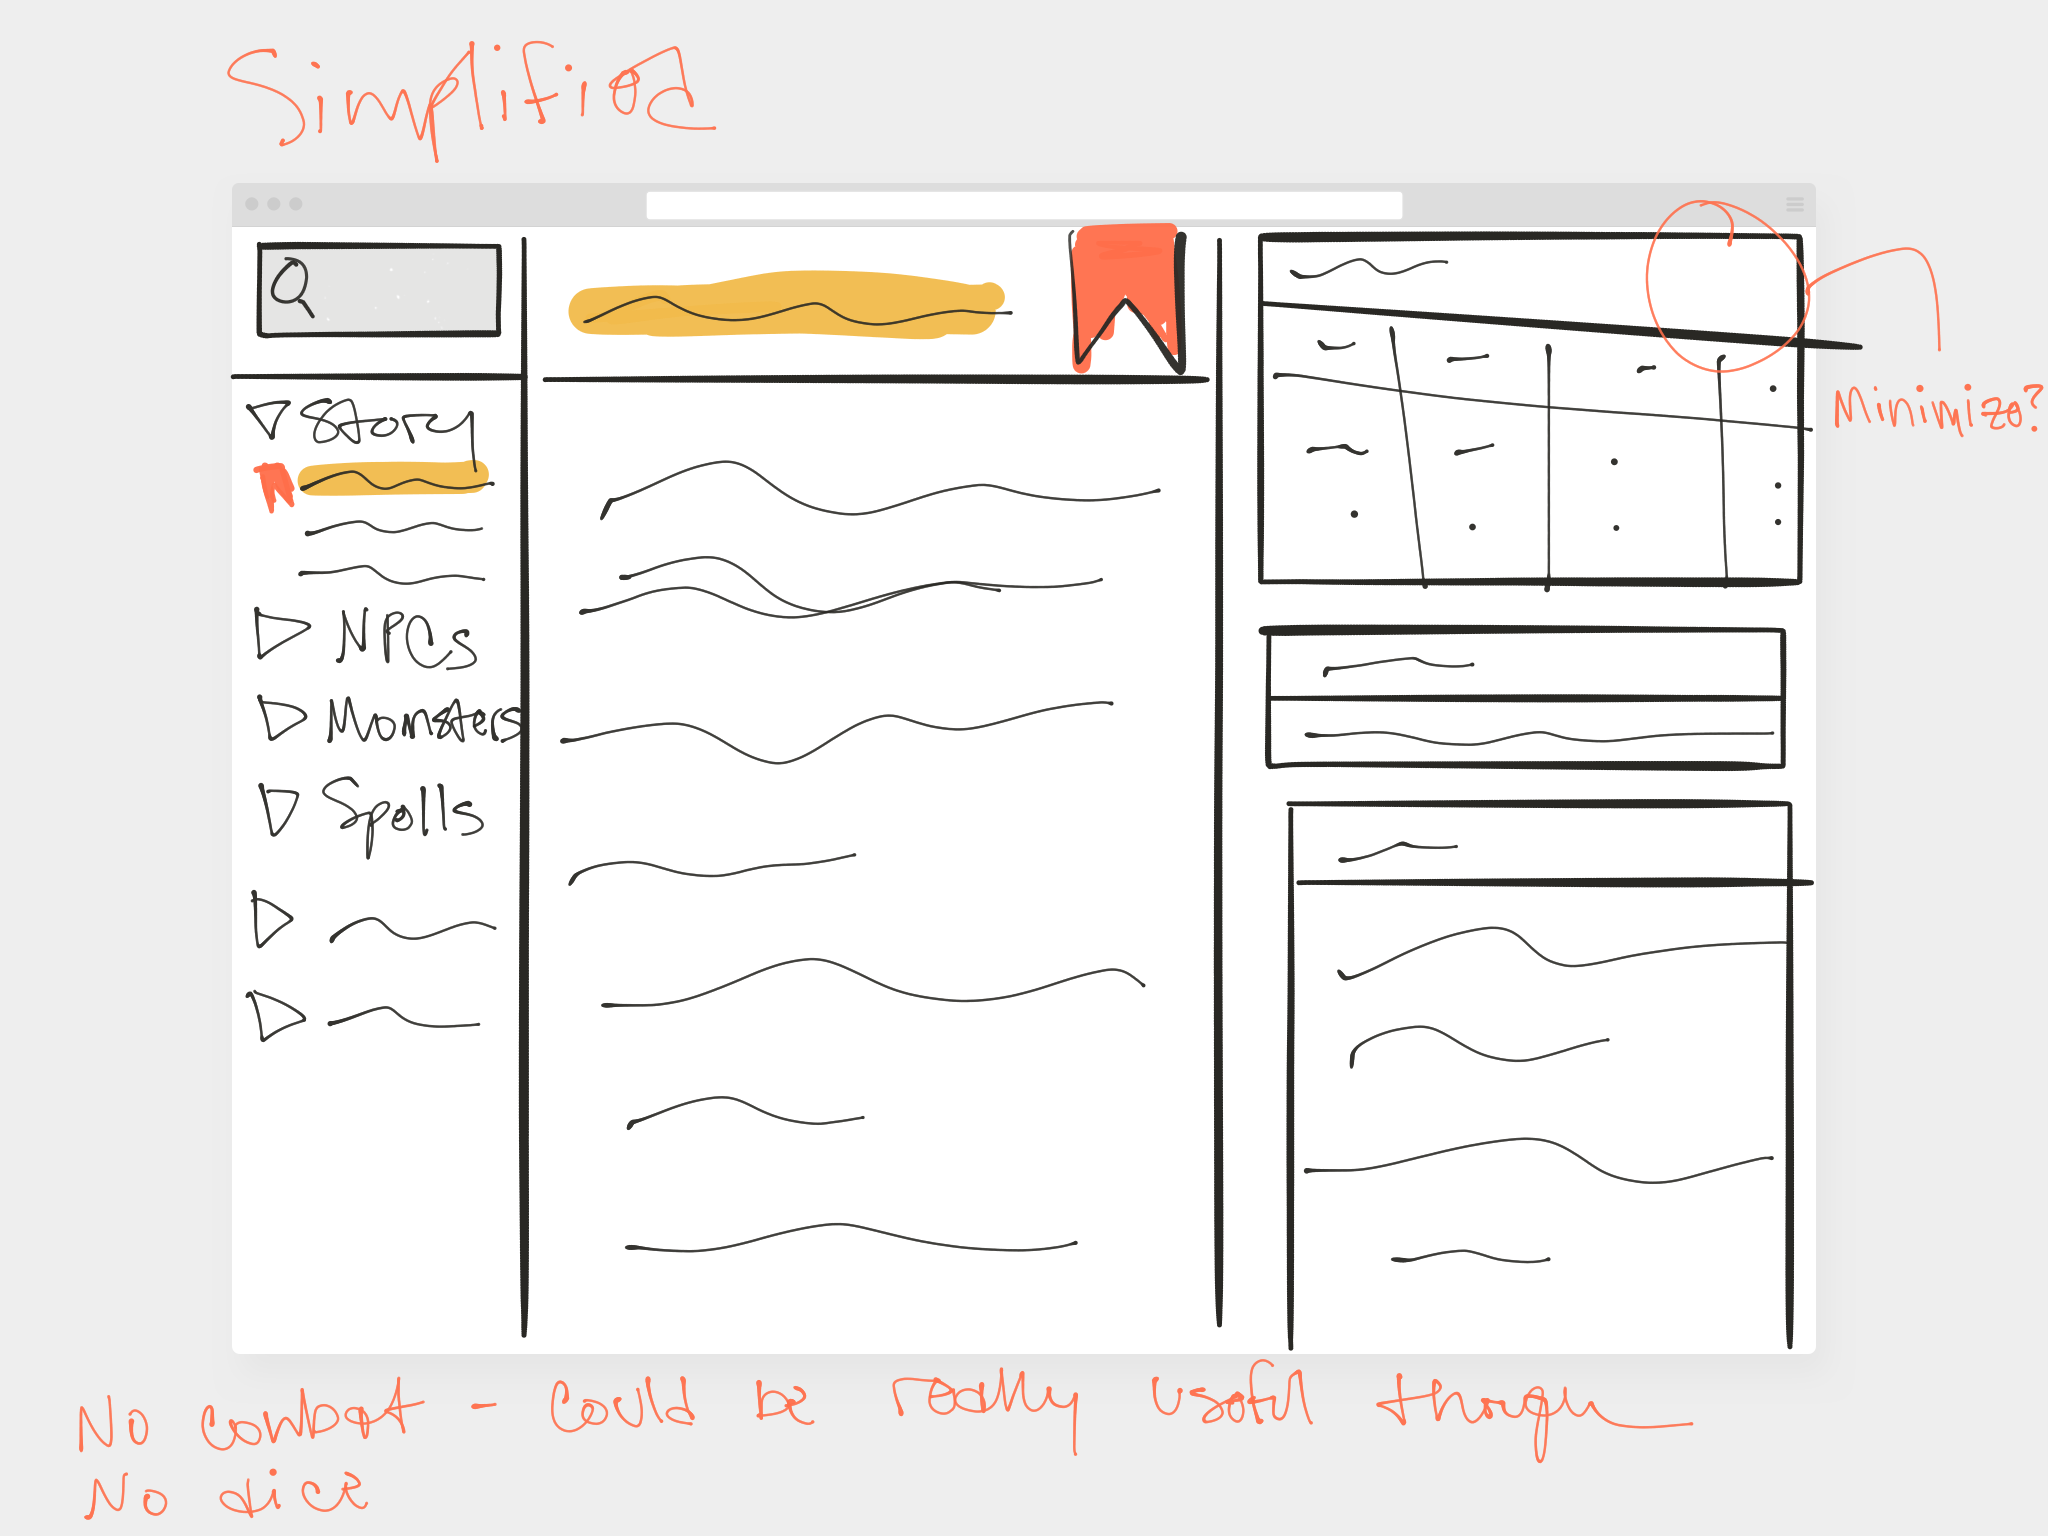 Simplified
Story
NPCs
Monsters
Spells
Minimize?
No combat - Could be really useful though
No dice